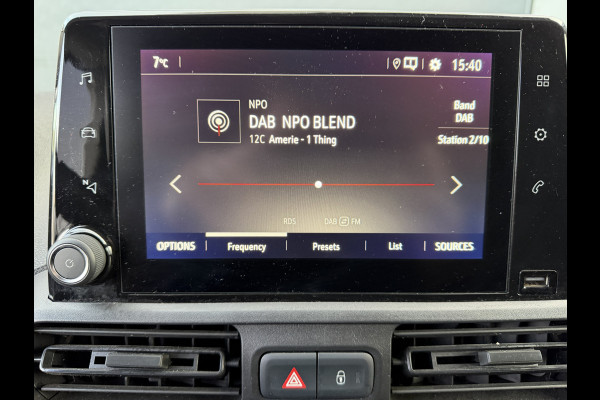 7°C 15:40
NPO
DAB NPO BLEND
12C Amerie - 1 Thing
Band
DAB
Station 2/10
N
RDS DAB FM
OPTIONS Frequency Presets List SOURCES